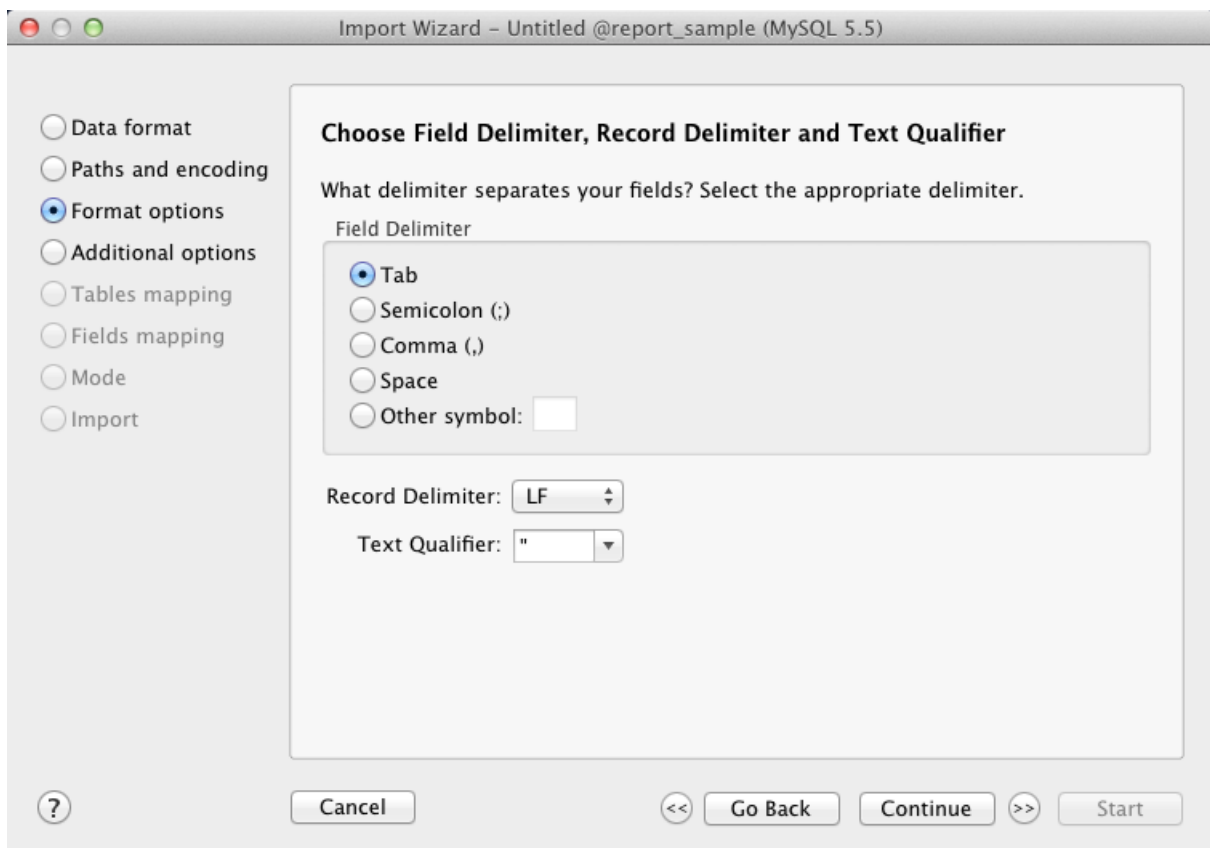 Import Wizard – Untitled @report_sample (MySQL 5.5)
Data format
Paths and encoding
Format options
Additional options
Tables mapping
Fields mapping
Mode
Import
Choose Field Delimiter, Record Delimiter and Text Qualifier
What delimiter separates your fields? Select the appropriate delimiter.
Field Delimiter
Tab
Semicolon (;)
Comma (,)
Space
Other symbol:
Record Delimiter: LF
Text Qualifier: "
? Cancel << Go Back Continue >> Start